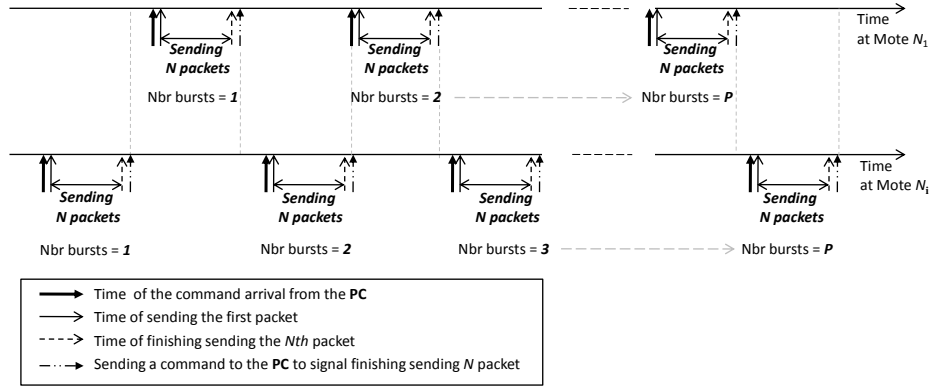 Time
at Mote N1
Sending
N packets
Sending
N packets
Sending
N packets
Nbr bursts = 1
Nbr bursts = 2
Nbr bursts = P
Time
at Mote Ni
Sending
N packets
Sending
N packets
Sending
N packets
Sending
N packets
Nbr bursts = 1
Nbr bursts = 2
Nbr bursts = 3
Nbr bursts = P
Time of the command arrival from the PC
Time of sending the first packet
Time of finishing sending the Nth packet
Sending a command to the PC to signal finishing sending N packet